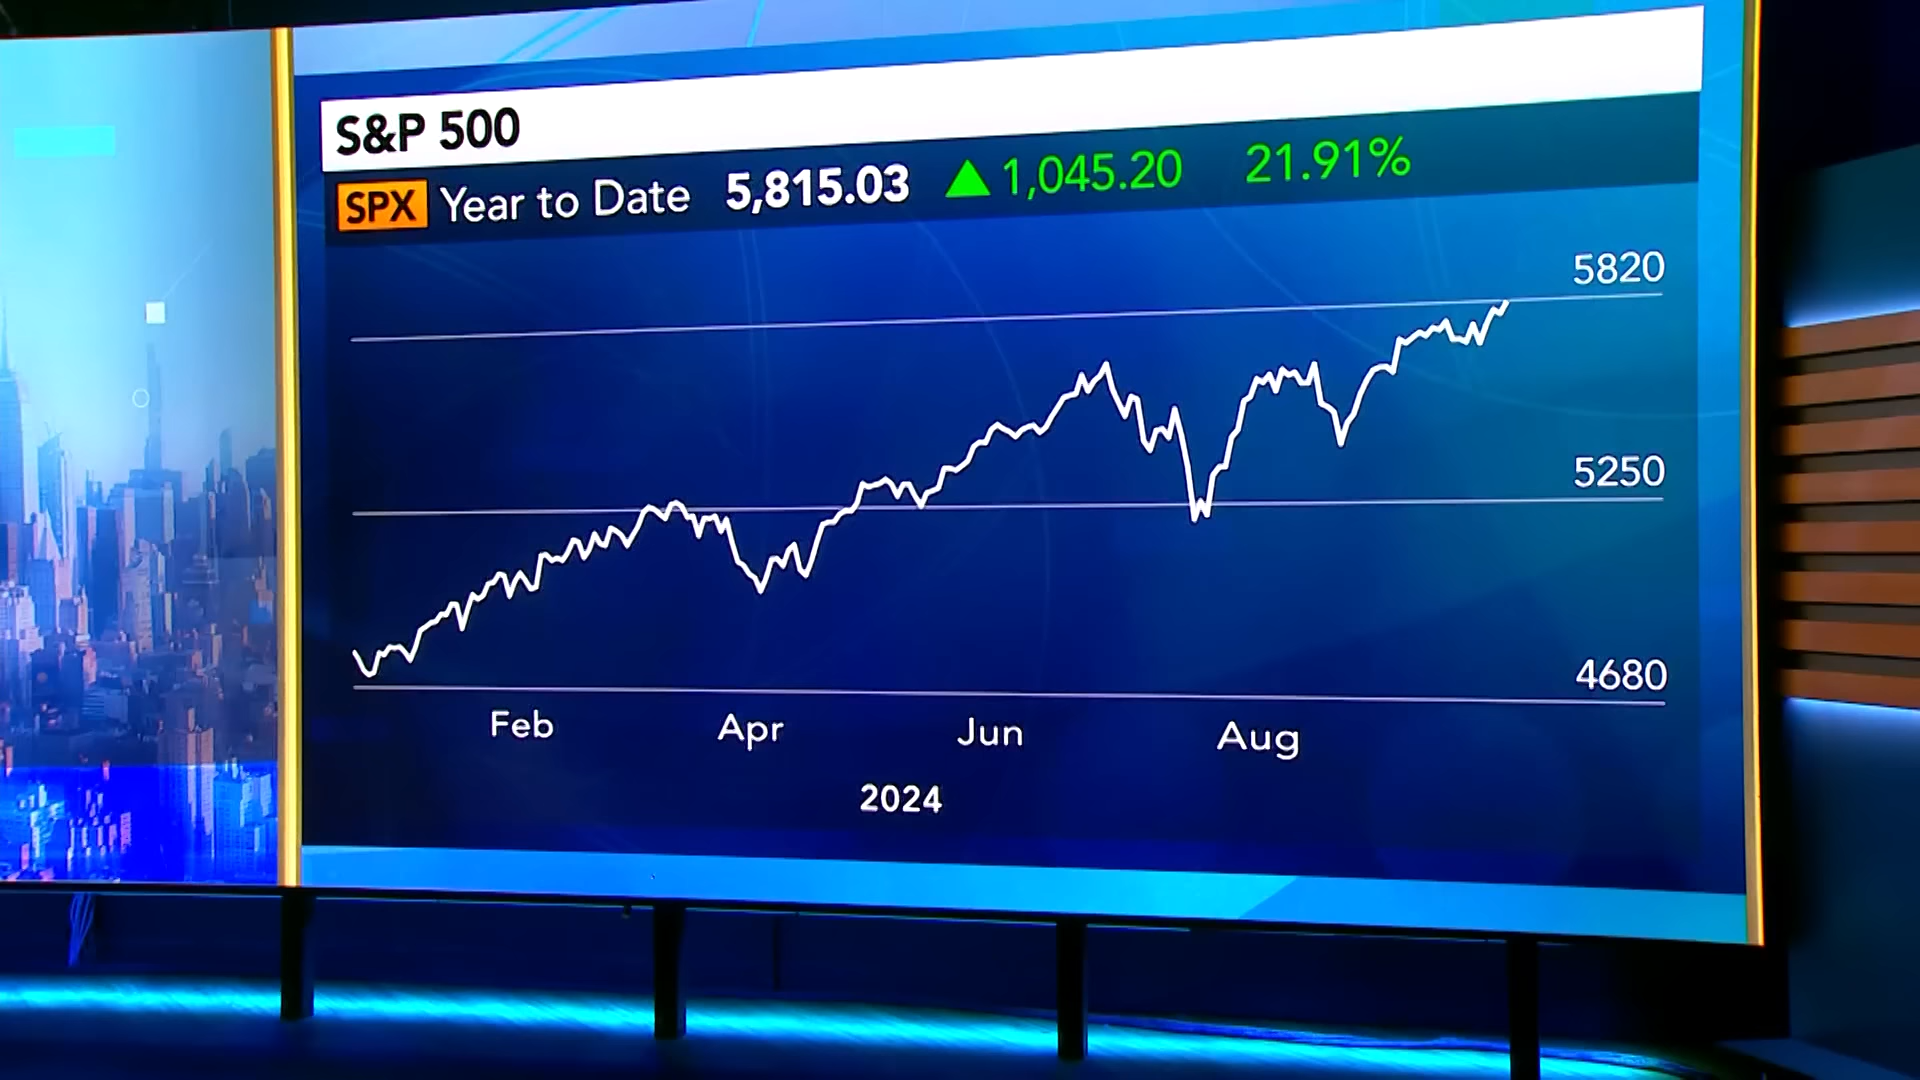 S&P 500
SPX Year to Date 5,815.03 ▲ 1,045.20 21.91%
5820
5250
4680
Feb Apr Jun Aug
2024